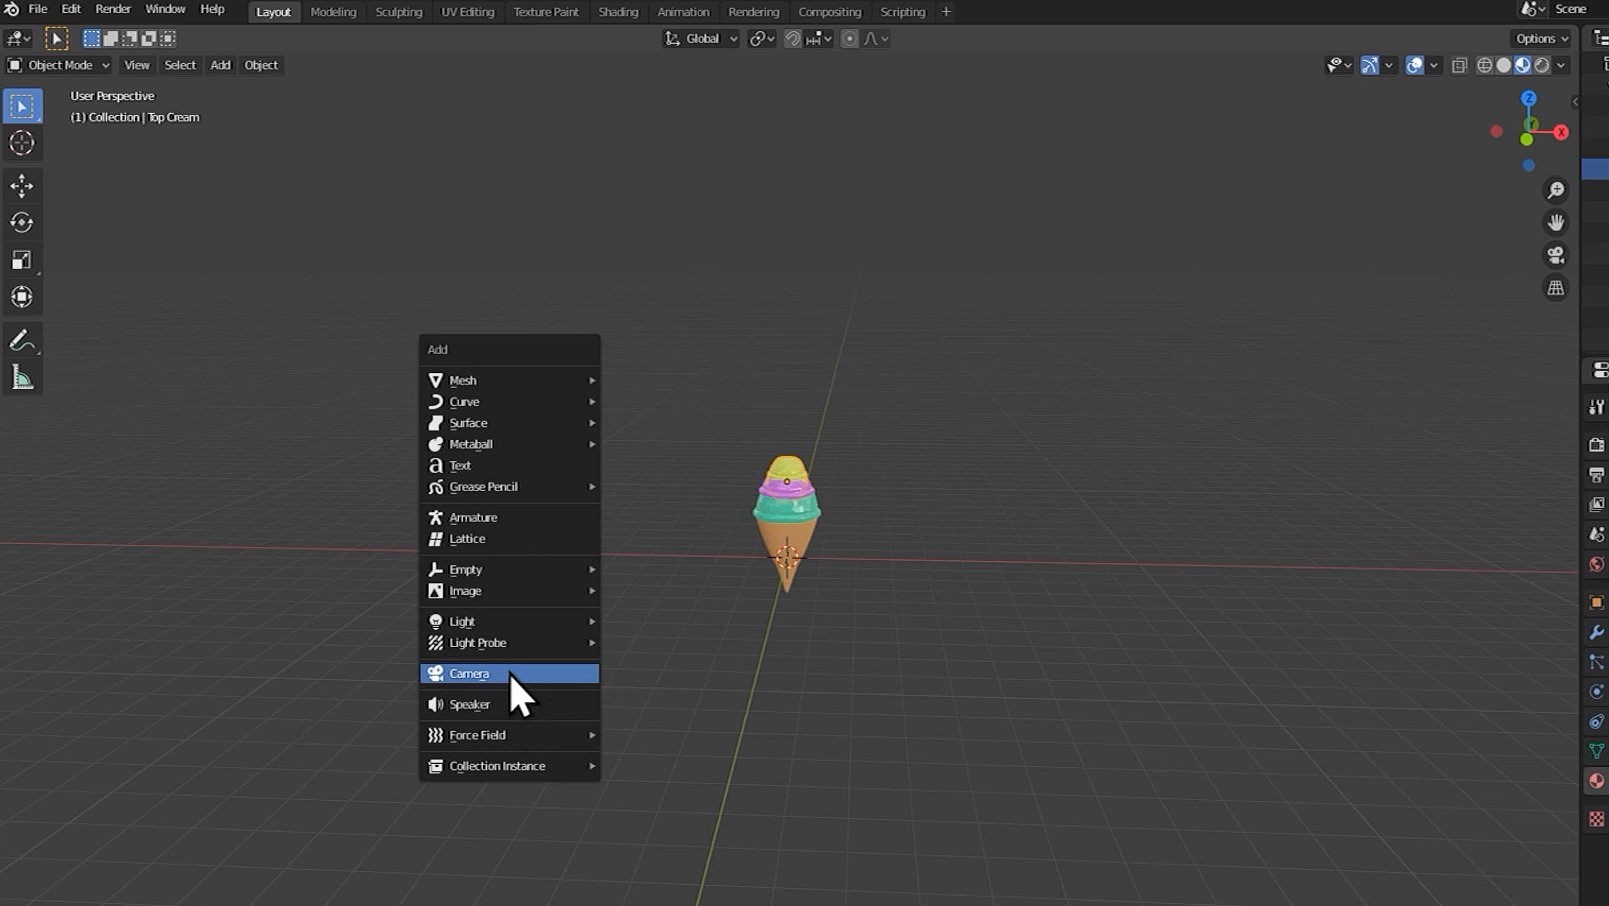 File Edit Render Window Help Layout Modeling Sculpting UV Editing Texture Paint Shading Animation Rendering Compositing Scripting + Scene
Global Options
Object Mode View Select Add Object
User Perspective
(1) Collection | Top Cream
Z
Y
X
Add
Mesh
Curve
Surface
Metaball
Text
Grease Pencil
Armature
Lattice
Empty
Image
Light
Light Probe
Camera
Speaker
Force Field
Collection Instance